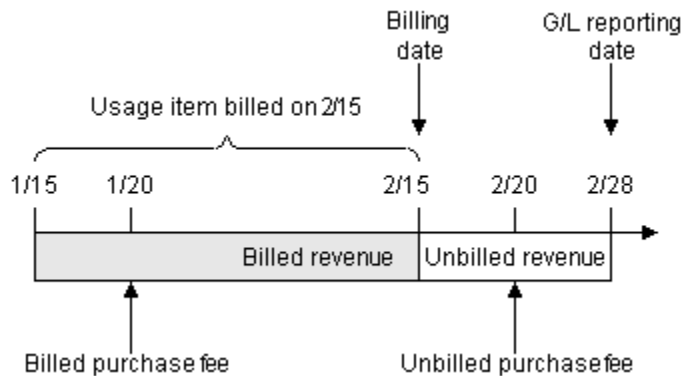 Billing
date
G/L reporting
date
Usage item billed on 2/15
1/15
1/20
2/15
2/20
2/28
Billed revenue
Unbilled revenue
Billed purchase fee
Unbilled purchase fee